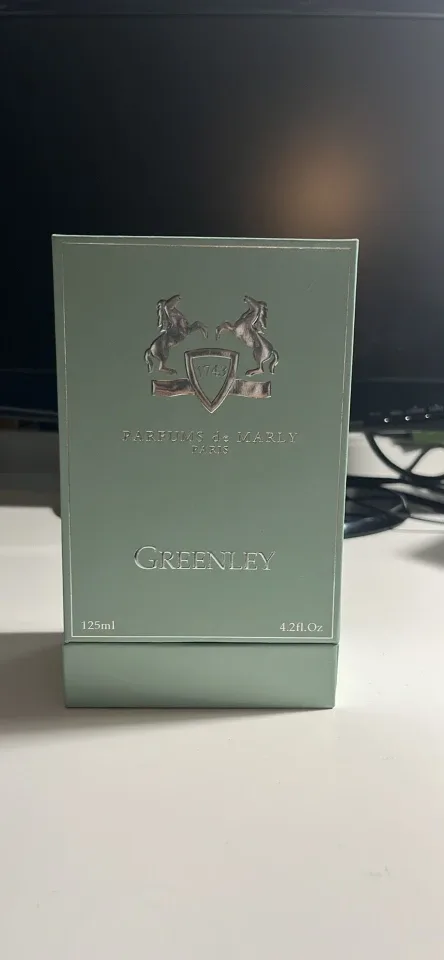 1743
PARFUMS de MARLY
PARIS
GREENLEY
125ml
4.2fl.Oz